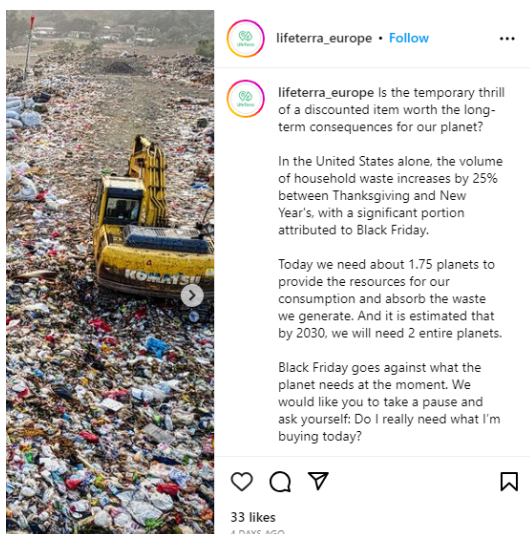 lifeterra_europe • Follow
lifeterra_europe Is the temporary thrill
of a discounted item worth the long-
term consequences for our planet?
In the United States alone, the volume
of household waste increases by 25%
between Thanksgiving and New
Year's, with a significant portion
attributed to Black Friday.
Today we need about 1.75 planets to
provide the resources for our
consumption and absorb the waste
we generate. And it is estimated that
by 2030, we will need 2 entire planets.
Black Friday goes against what the
planet needs at the moment. We
would like you to take a pause and
ask yourself: Do I really need what I'm
buying today?
KOMATSU
33 likes
4 DAYS AGO